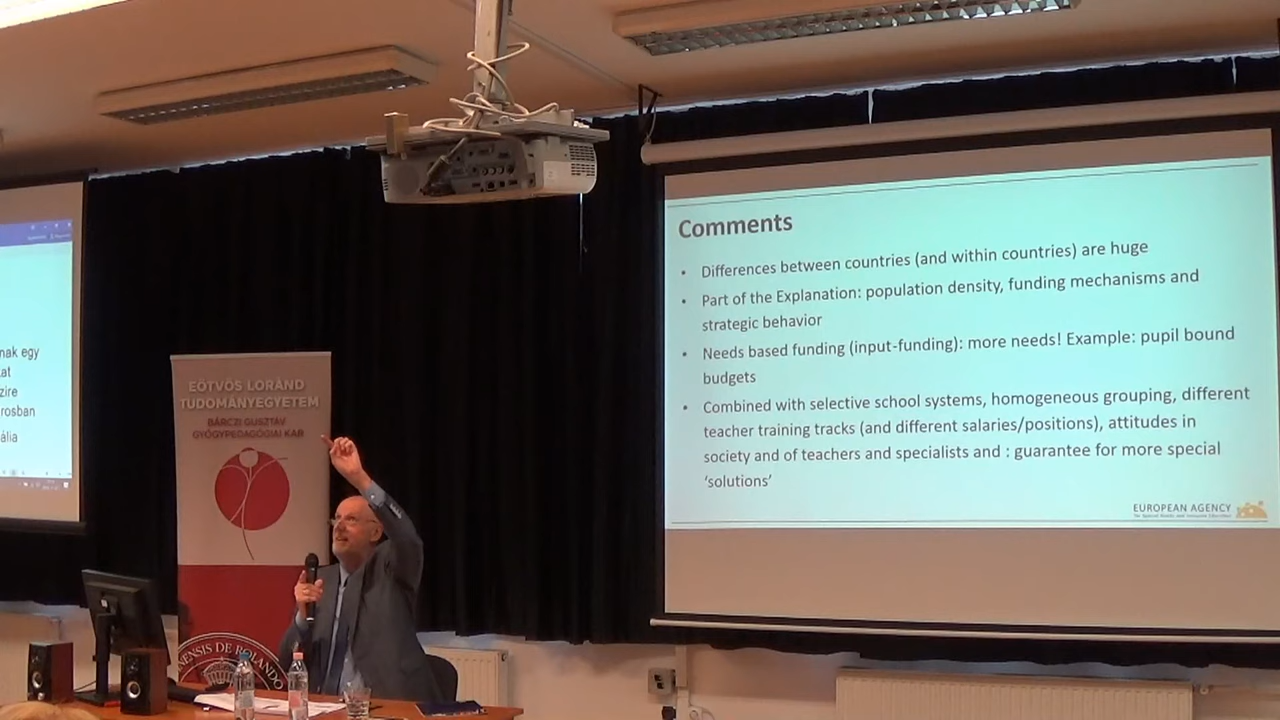 nak egy
at
zire
rosban
ália
EÖTVÖS LORÁND
TUDOMÁNYEGYETEM
BÁRCZI GUSZTÁV
GYÓGYPEDAGÓGIAI KAR
ENSIS DE ROLANDO
Comments
• Differences between countries (and within countries) are huge
• Part of the Explanation: population density, funding mechanisms and
strategic behavior
• Needs based funding (input-funding): more needs! Example: pupil bound
budgets
• Combined with selective school systems, homogeneous grouping, different
teacher training tracks (and different salaries/positions), attitudes in
society and of teachers and specialists and : guarantee for more special
‘solutions’
EUROPEAN AGENCY